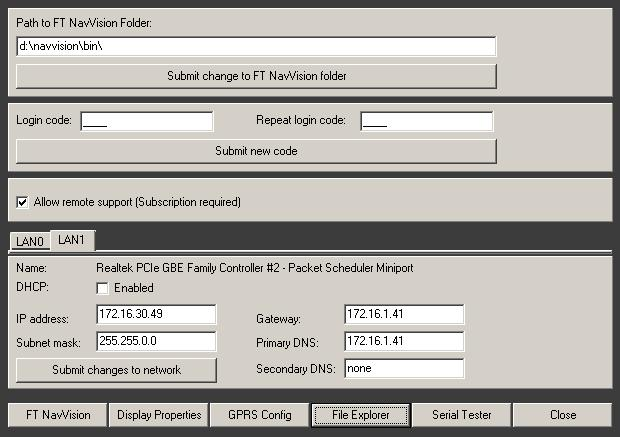 Path to FT NavVision Folder:
d:\navvision\bin\
Submit change to FT NavVision folder
Login code: ____ Repeat login code: ____
Submit new code
Allow remote support (Subscription required)
LAN0 LAN1
Name: Realtek PCIe GBE Family Controller #2 - Packet Scheduler Miniport
DHCP: Enabled
IP address: 172.16.30.49 Gateway: 172.16.1.41
Subnet mask: 255.255.0.0 Primary DNS: 172.16.1.41
Submit changes to network Secondary DNS: none
FT NavVision Display Properties GPRS Config File Explorer Serial Tester Close